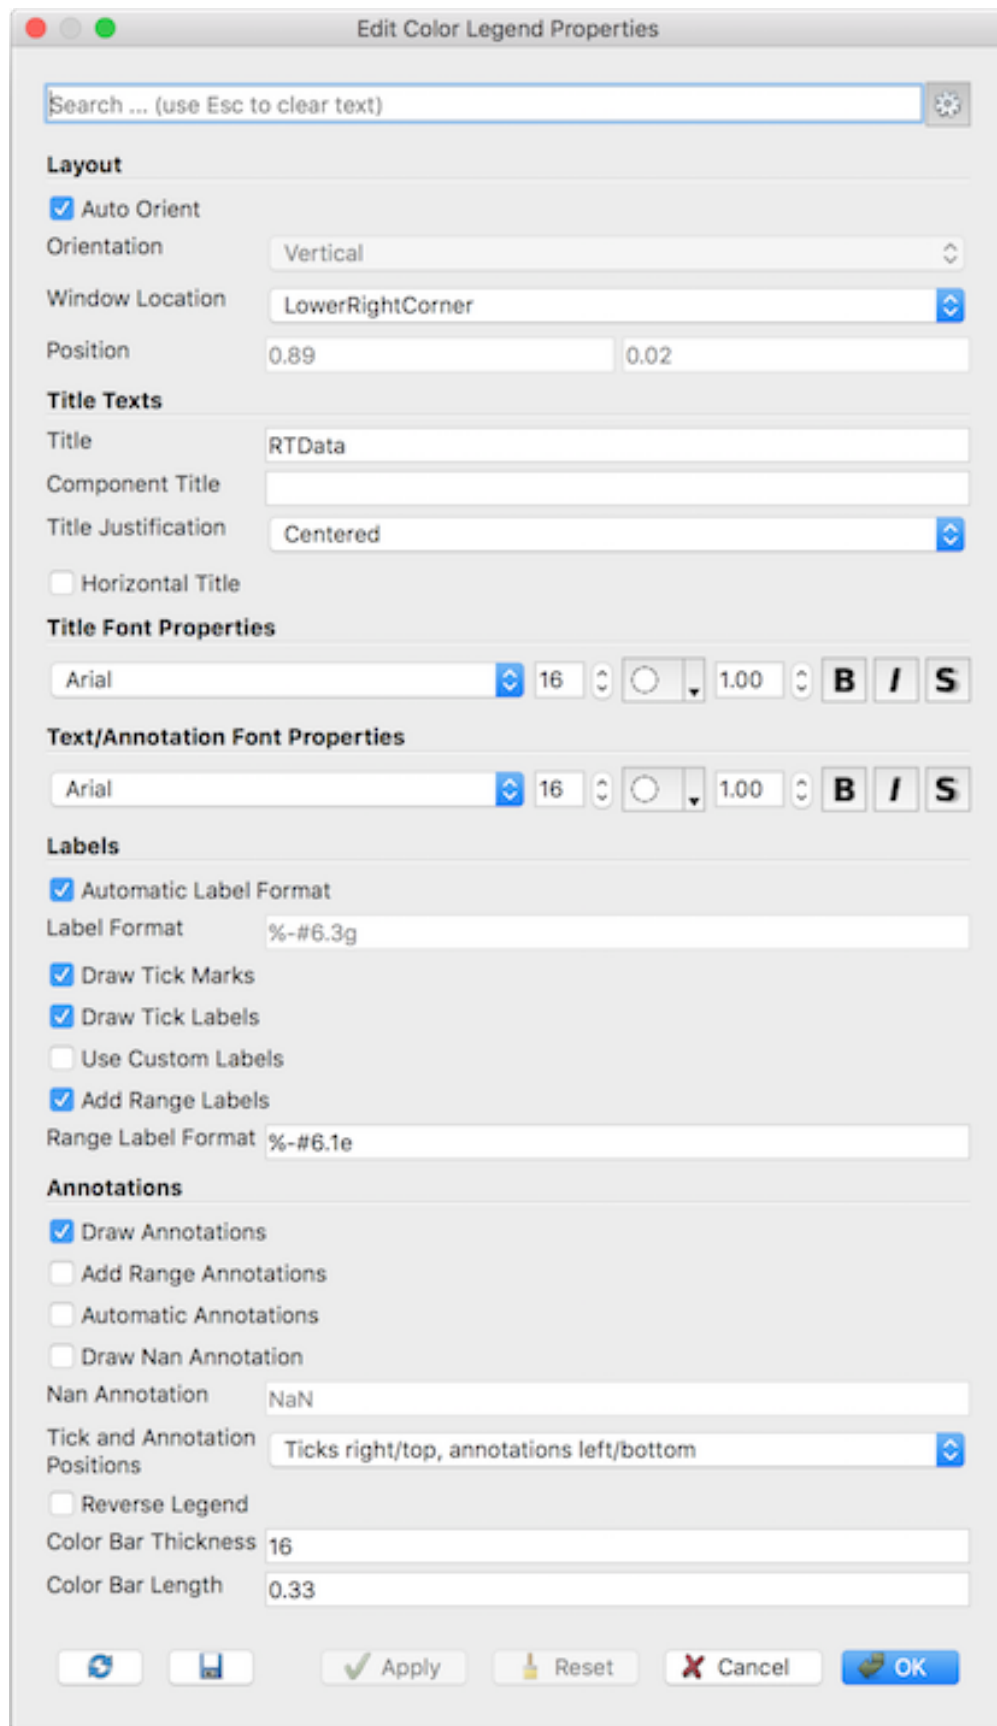 Edit Color Legend Properties
Search ... (use Esc to clear text)
Layout
Auto Orient
Orientation Vertical
Window Location LowerRightCorner
Position 0.89 0.02
Title Texts
Title RTData
Component Title
Title Justification Centered
Horizontal Title
Title Font Properties
Arial 16 1.00 B I S
Text/Annotation Font Properties
Arial 16 1.00 B I S
Labels
Automatic Label Format
Label Format %-#6.3g
Draw Tick Marks
Draw Tick Labels
Use Custom Labels
Add Range Labels
Range Label Format %-#6.1e
Annotations
Draw Annotations
Add Range Annotations
Automatic Annotations
Draw Nan Annotation
Nan Annotation NaN
Tick and Annotation
Positions Ticks right/top, annotations left/bottom
Reverse Legend
Color Bar Thickness 16
Color Bar Length 0.33
Apply Reset Cancel OK